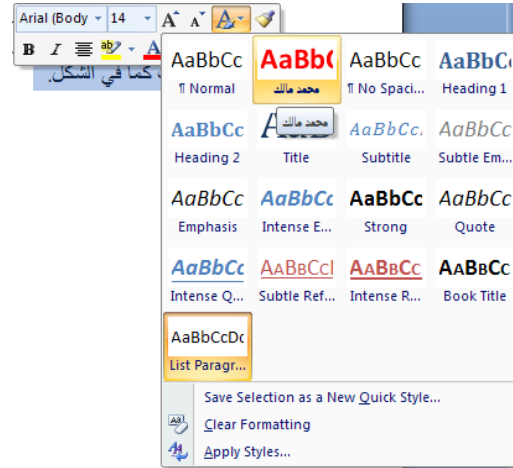 Arial (Body 14 A A A
B I ab A
كما في الشكل.
AaBbCc AaBb( AaBbCc AaBbC
¶ Normal محمد مالك ¶ No Spaci... Heading 1
محمد مالك
AaBbCc AaBbCc. AaBbCc
Heading 2 Title Subtitle Subtle Em...
AaBbCc AaBbCc AaBbCc AaBbCc
Emphasis Intense E... Strong Quote
AaBbCc AaBbCcI AaBbCc AaBbCc
Intense Q... Subtle Ref... Intense R... Book Title
AaBbCcDc
List Paragr...
Save Selection as a New Quick Style...
Clear Formatting
Apply Styles...